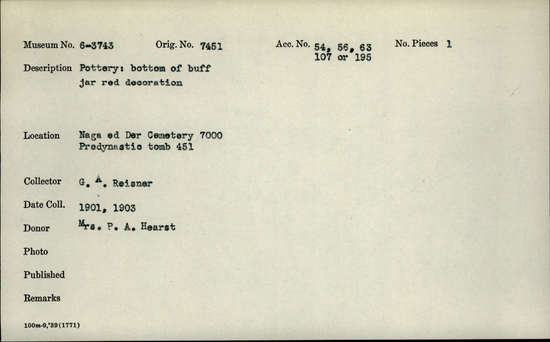 Museum No. 6-3743 Orig. No. 7451 Acc. No. 54, 56, 63 No. Pieces 1
107 or 195
Description Pottery: bottom of buff
jar red decoration
Location Naga ed Der Cemetery 7000
Predynastic tomb 451
Collector G. A. Reisner
Date Coll. 1901, 1903
Donor Mrs. P. A. Hearst
Photo
Published
Remarks
100m-9,'39(1771)